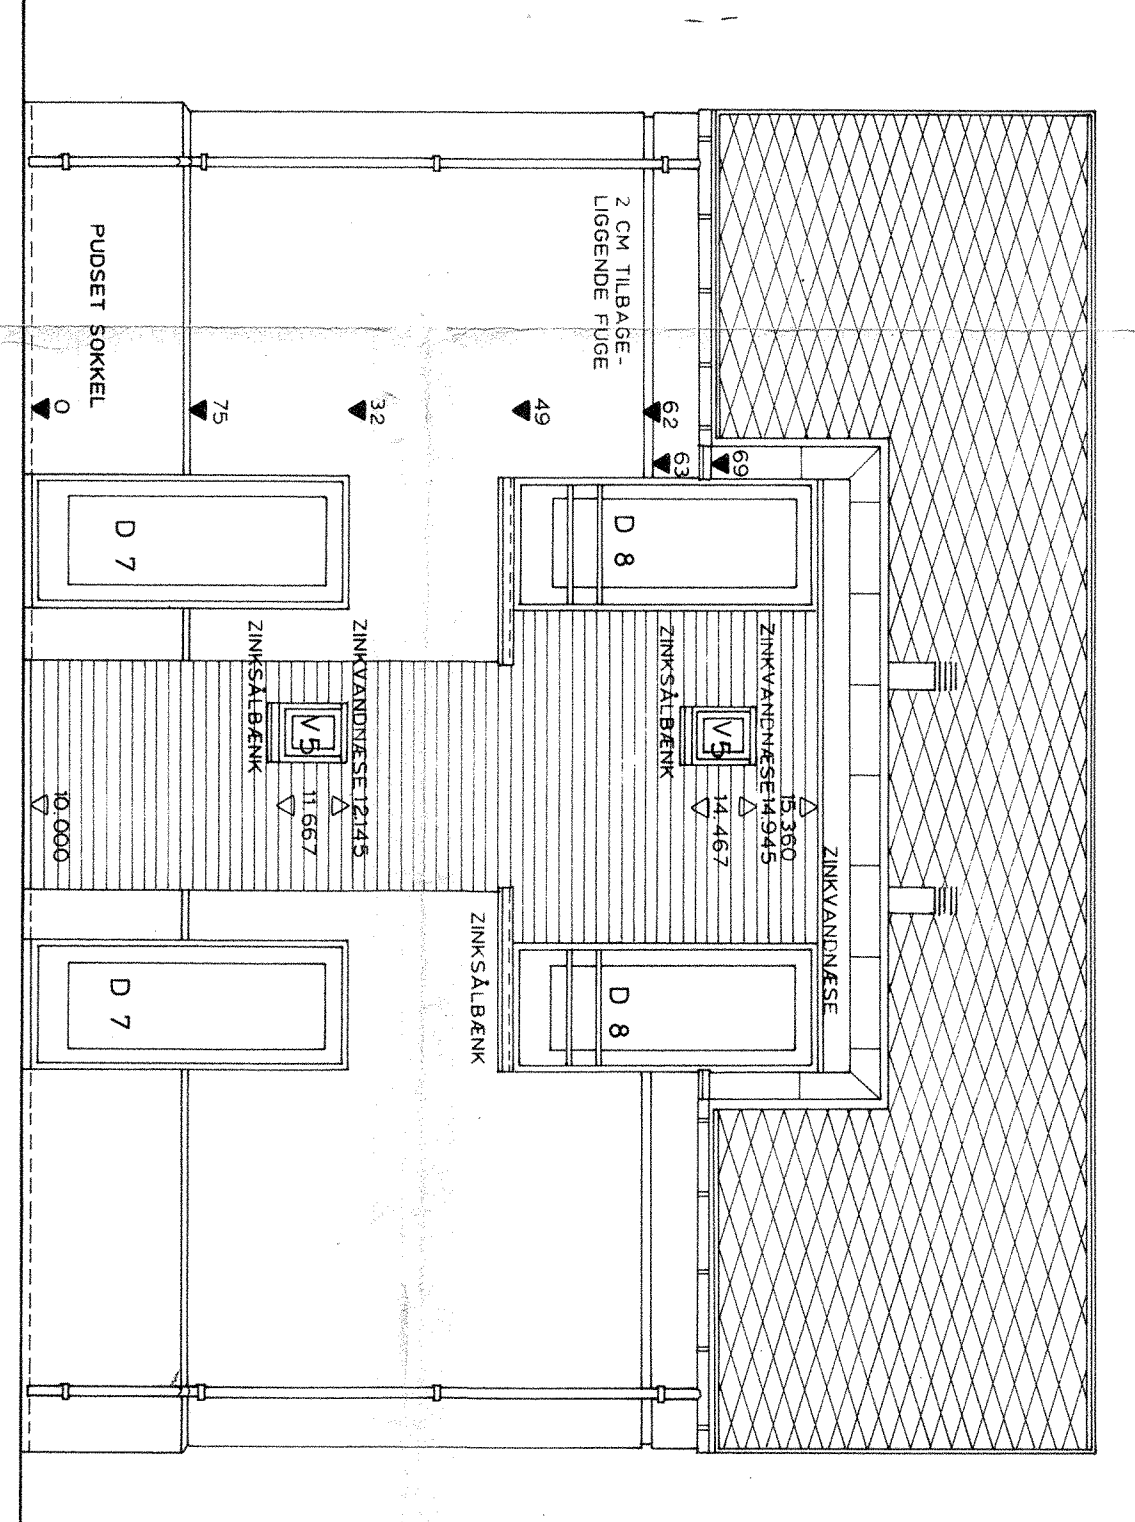 ZINKVANDNÆSE
15.360
ZINKVANDNÆSE 14.945
14.467
V5
69
63
62
ZINKSÅLBÆNK
D 8
D 8
2 CM TILBAGE-
LIGGENDE FUGE
49
ZINKSÅLBÆNK
32
ZINKVANDNÆSE 12.145
11.667
V5
ZINKSÅLBÆNK
75
D 7
D 7
PUDSET SOKKEL
0
10.000